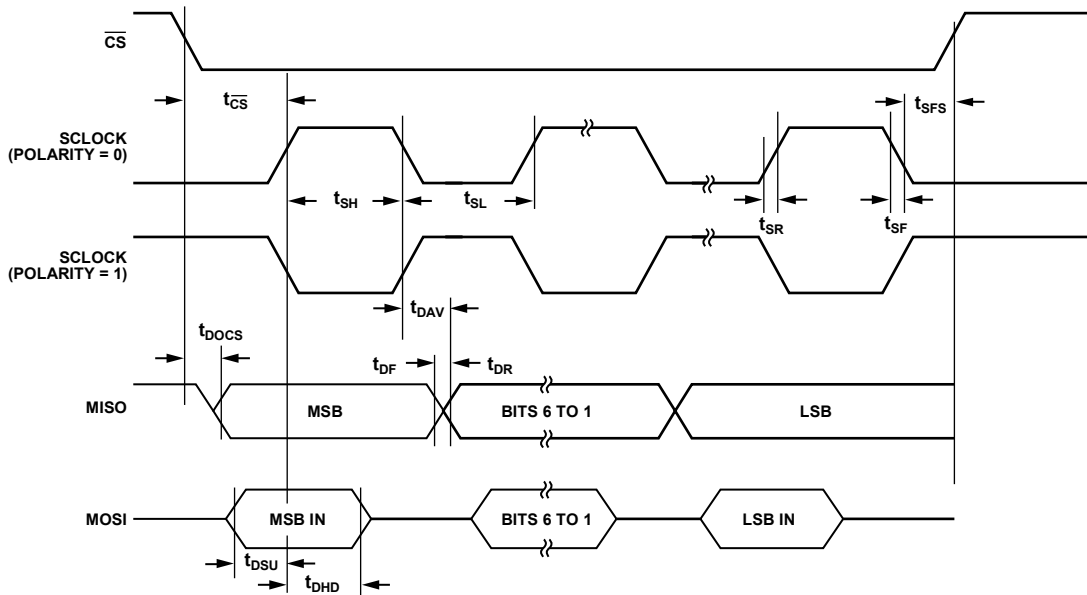 CS
tCS
tSFS
SCLOCK
(POLARITY = 0)
tSH
tSL
tSR
tSF
SCLOCK
(POLARITY = 1)
tDAV
tDOCS
tDF
tDR
MISO
MSB
BITS 6 TO 1
LSB
MOSI
MSB IN
BITS 6 TO 1
LSB IN
tDSU
tDHD